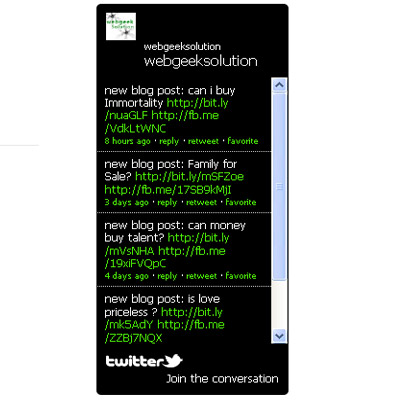 webgeek
Solution
webgeeksolution
webgeeksolution
new blog post: can i buy
Immortality http://bit.ly
/nuaGLF http://fb.me
/VdkLtWNC
8 hours ago · reply · retweet · favorite
new blog post: Family for
Sale? http://bit.ly/mSFZoe
http://fb.me/17SB9kMjI
3 days ago · reply · retweet · favorite
new blog post: can money
buy talent? http://bit.ly
/mVsNHA http://fb.me
/19xiFVQpC
4 days ago · reply · retweet · favorite
new blog post: is love
priceless ? http://bit.ly
/mk5AdY http://fb.me
/ZZBj7NQX
twitter
Join the conversation